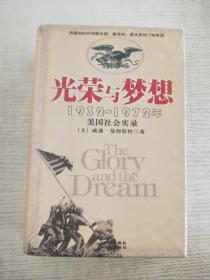 光荣与梦想
1932-1972年
美国社会实录
[美] 威廉·曼彻斯特 著
The
Glory
and the
Dream